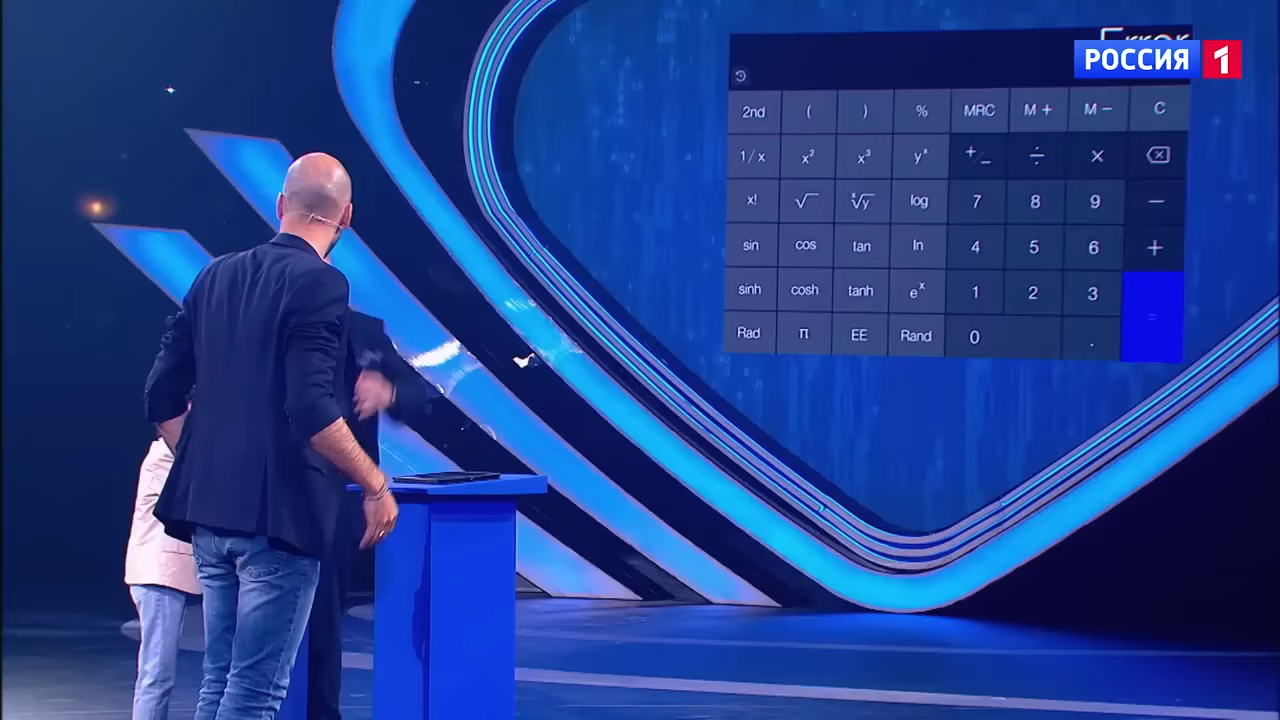 Error
РОССИЯ 1
2nd ( ) % MRC M + M − C
1/x x² x³ yˣ +− ÷ ×
x! √ ˣ√y log 7 8 9 −
sin cos tan ln 4 5 6 +
sinh cosh tanh eˣ 1 2 3
Rad π EE Rand 0 . =